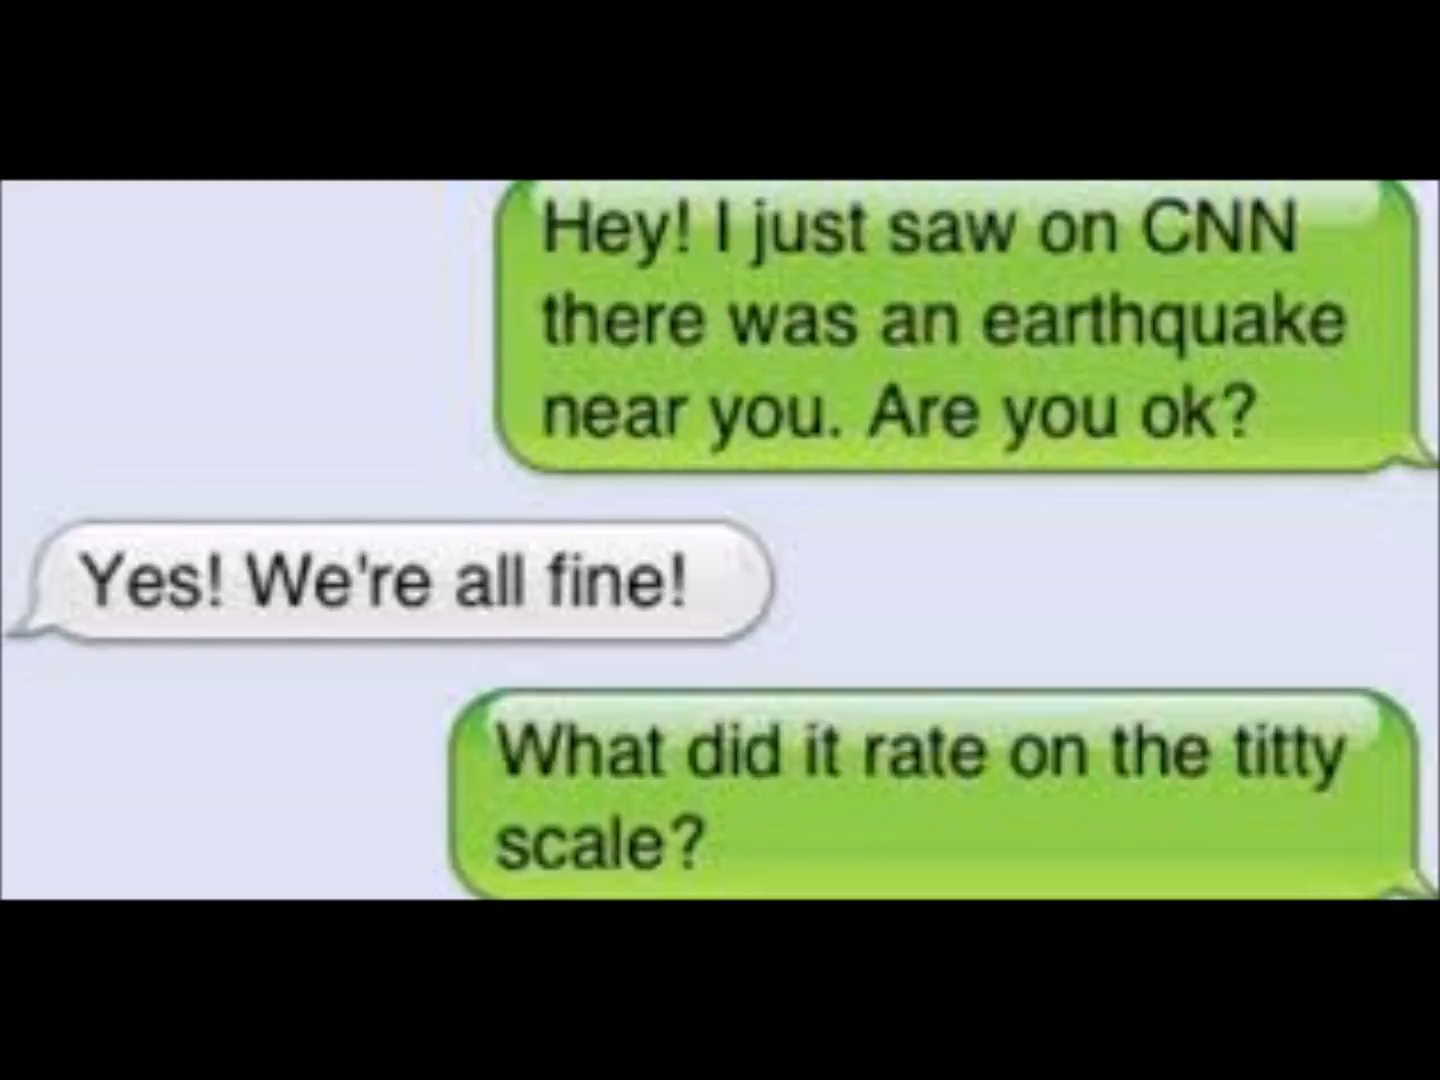 Hey! I just saw on CNN
there was an earthquake
near you. Are you ok?
Yes! We're all fine!
What did it rate on the titty
scale?